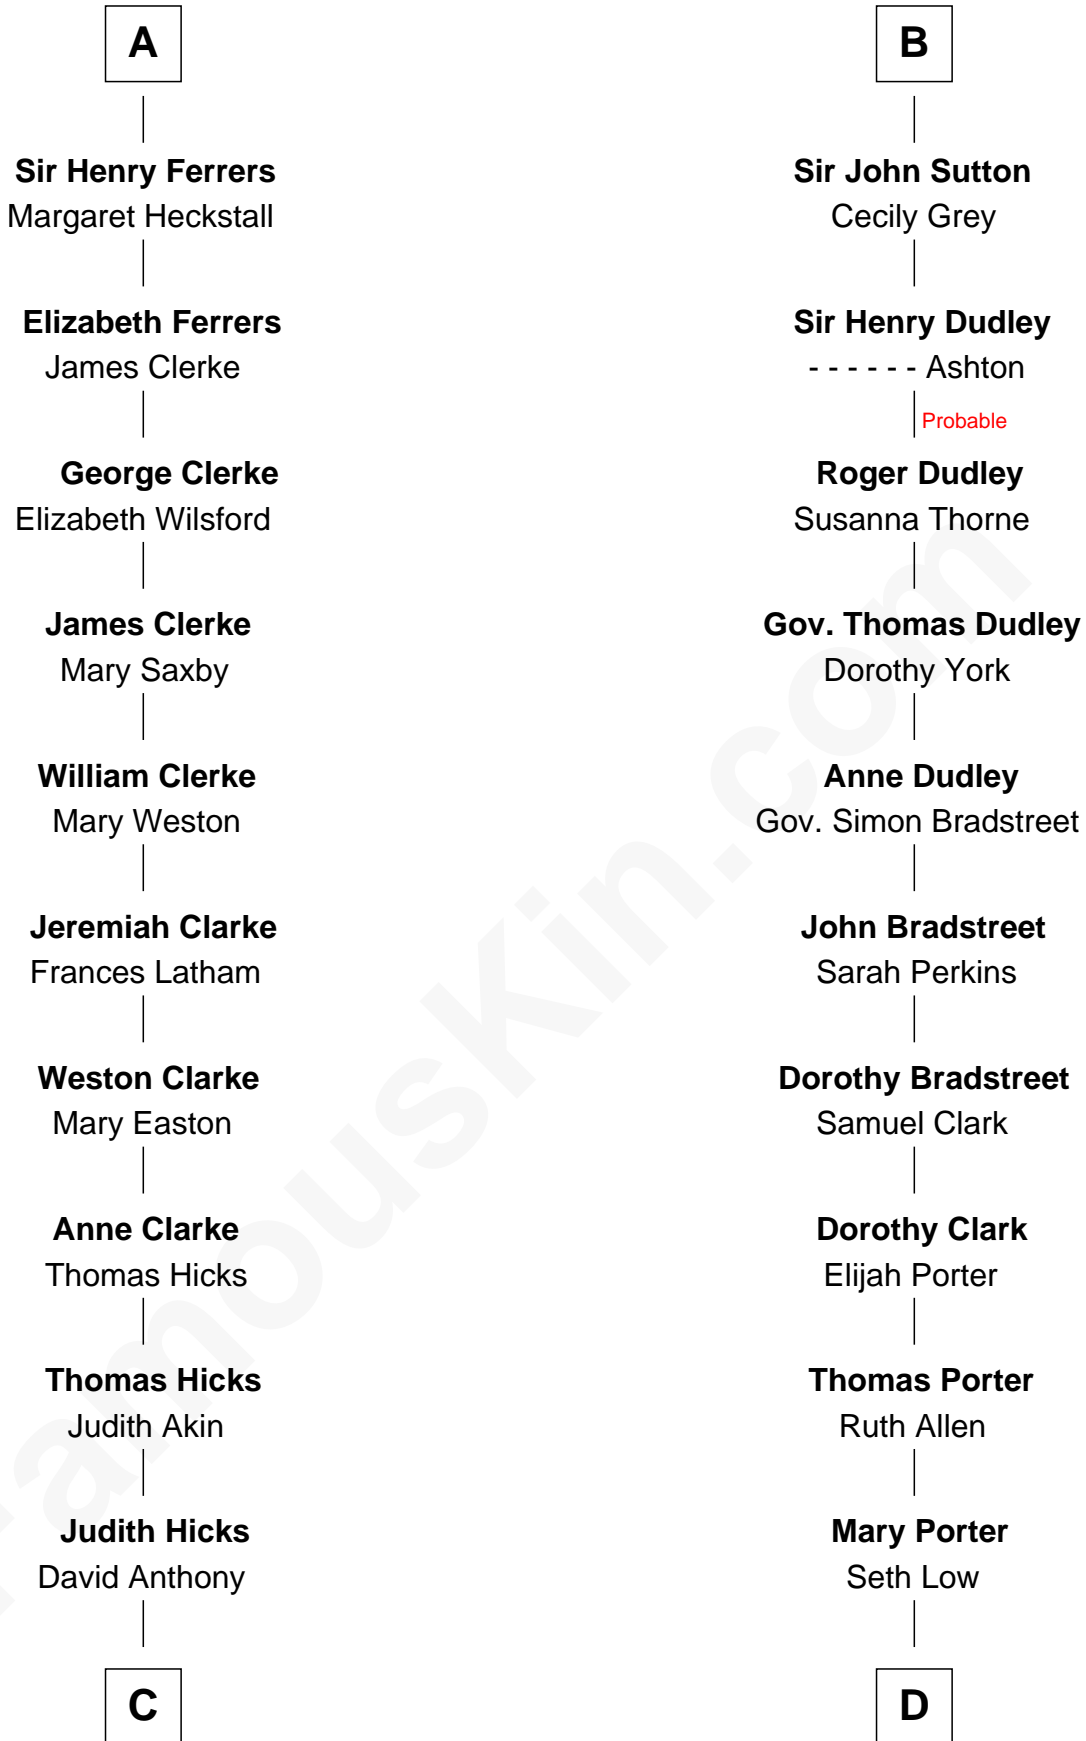 A
Sir Henry Ferrers
Margaret Heckstall
Elizabeth Ferrers
James Clerke
George Clerke
Elizabeth Wilsford
James Clerke
Mary Saxby
William Clerke
Mary Weston
Jeremiah Clarke
Frances Latham
Weston Clarke
Mary Easton
Anne Clarke
Thomas Hicks
Thomas Hicks
Judith Akin
Judith Hicks
David Anthony
C
B
Sir John Sutton
Cecily Grey
Sir Henry Dudley
- - - - - - Ashton
Probable
Roger Dudley
Susanna Thorne
Gov. Thomas Dudley
Dorothy York
Anne Dudley
Gov. Simon Bradstreet
John Bradstreet
Sarah Perkins
Dorothy Bradstreet
Samuel Clark
Dorothy Clark
Elijah Porter
Thomas Porter
Ruth Allen
Mary Porter
Seth Low
D
FamousKin.com